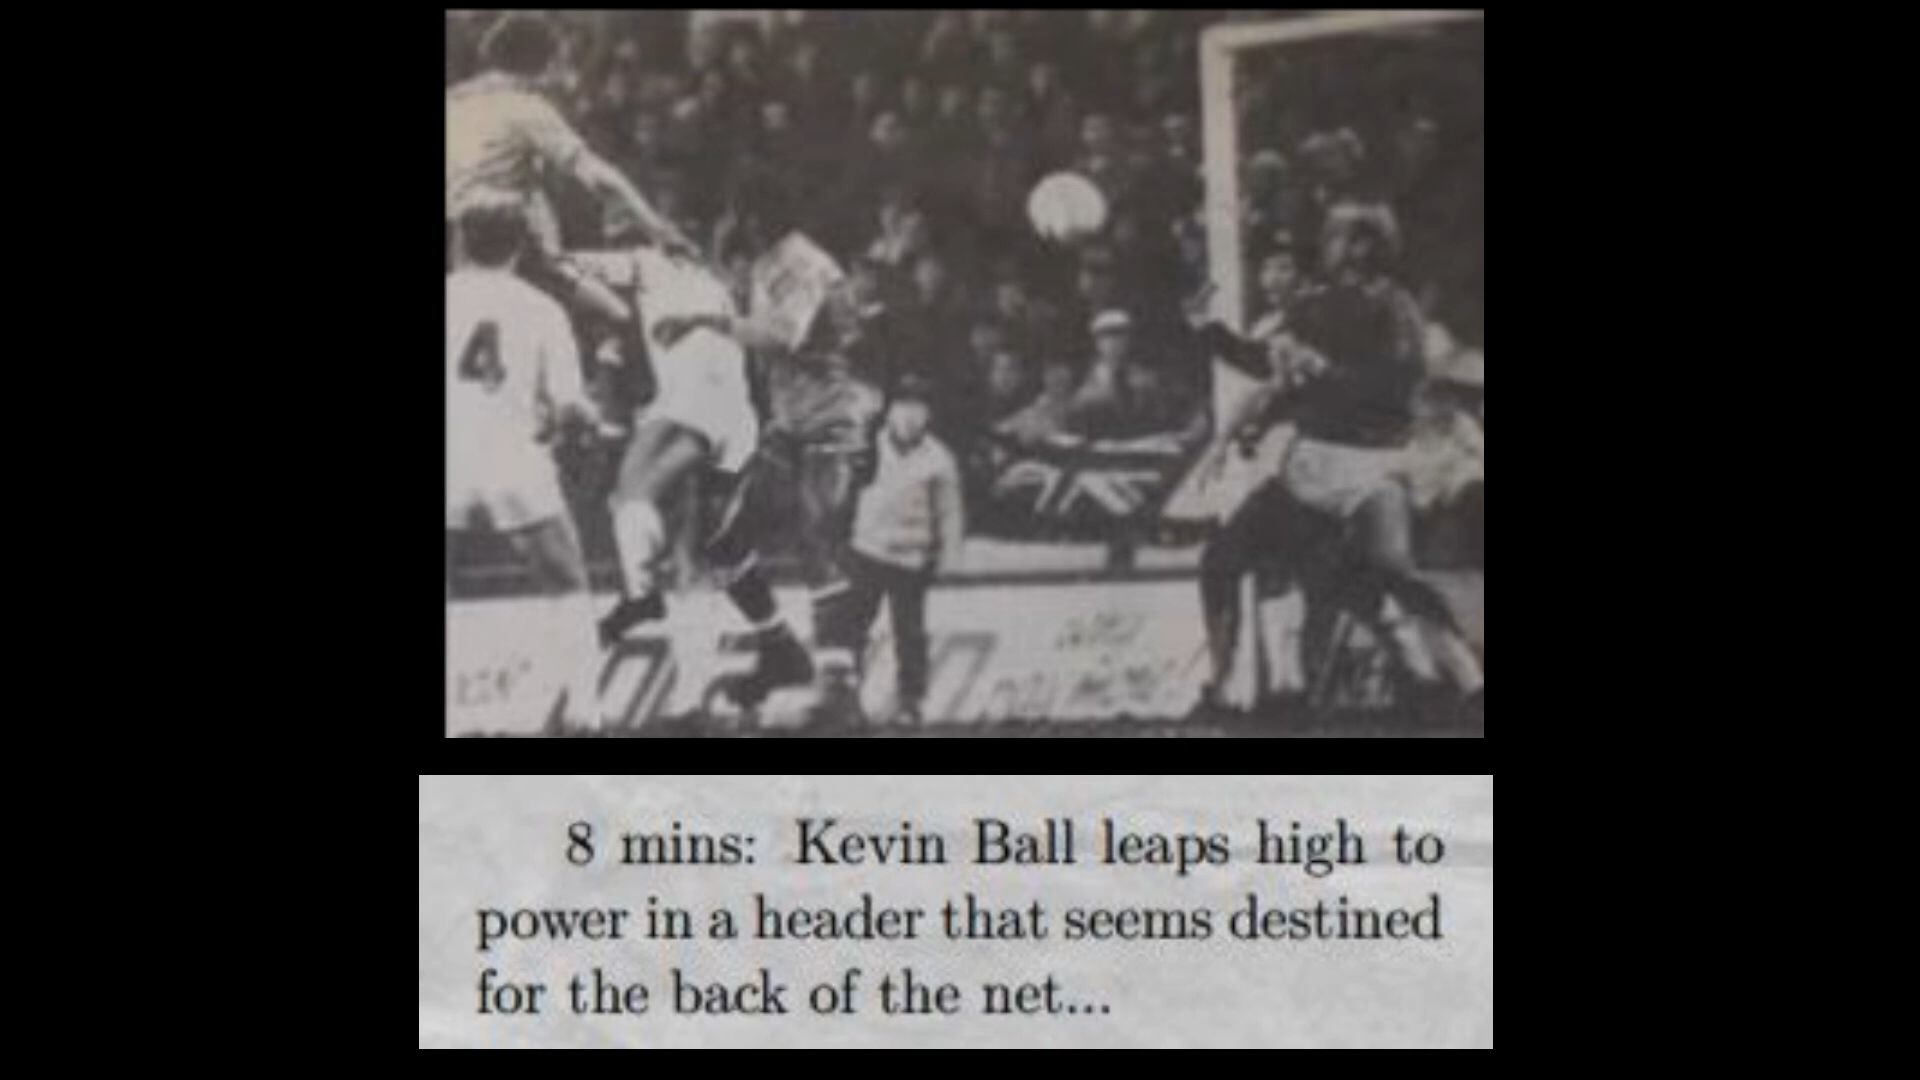 4
8 mins: Kevin Ball leaps high to
power in a header that seems destined
for the back of the net...